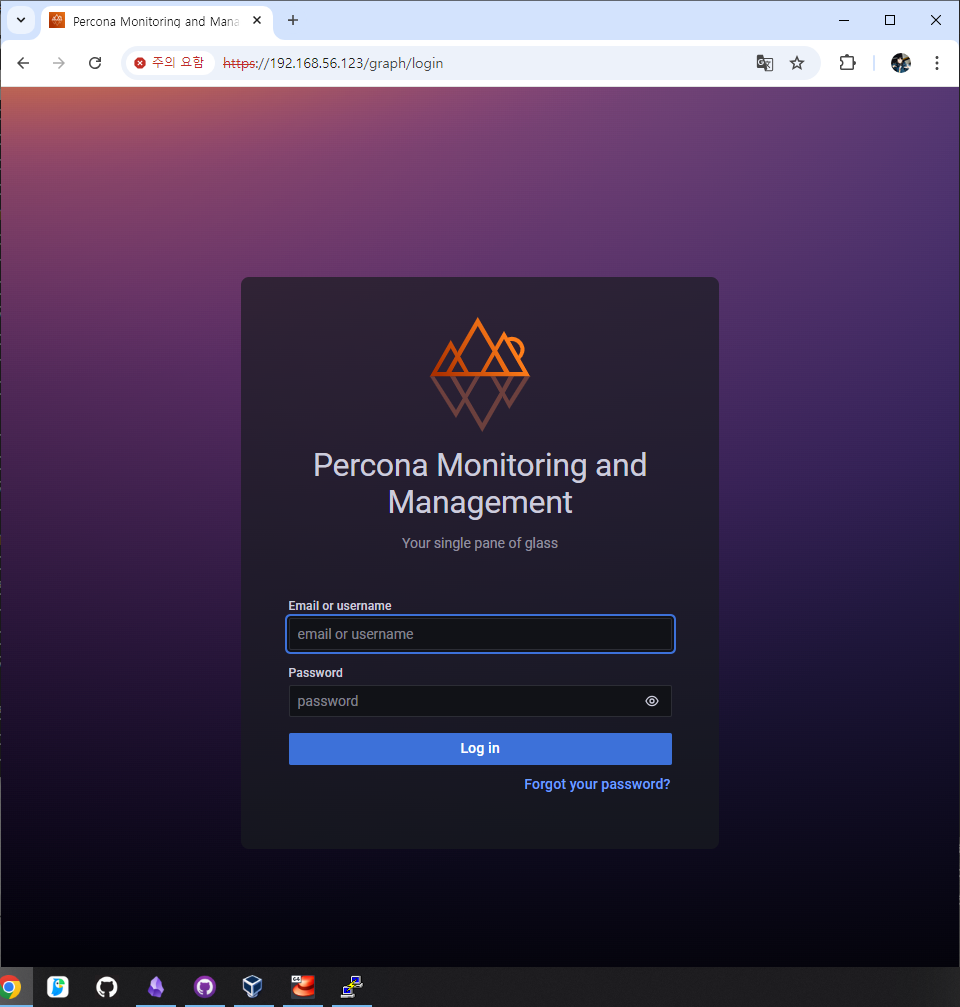 Percona Monitoring and Mana
주의 요함
https://192.168.56.123/graph/login
Percona Monitoring and
Management
Your single pane of glass
Email or username
email or username
Password
password
Log in
Forgot your password?
64